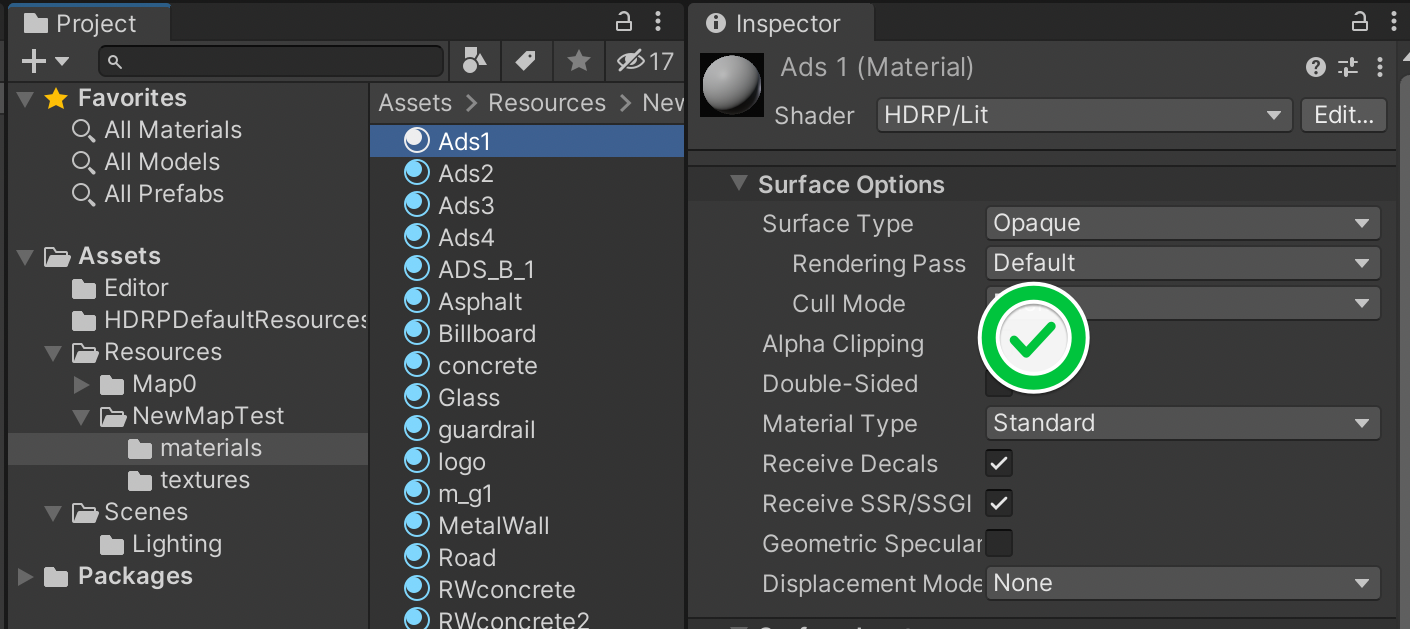 Project
17
Favorites
All Materials
All Models
All Prefabs
Assets
Editor
HDRPDefaultResources
Resources
Map0
NewMapTest
materials
textures
Scenes
Lighting
Packages
Assets > Resources > New
Ads1
Ads2
Ads3
Ads4
ADS_B_1
Asphalt
Billboard
concrete
Glass
guardrail
logo
m_g1
MetalWall
Road
RWconcrete
RWconcrete2
Inspector
Ads 1 (Material)
Shader HDRP/Lit Edit...
Surface Options
Surface Type Opaque
Rendering Pass Default
Cull Mode
Alpha Clipping
Double-Sided
Material Type Standard
Receive Decals
Receive SSR/SSGI
Geometric Specular
Displacement Mode None